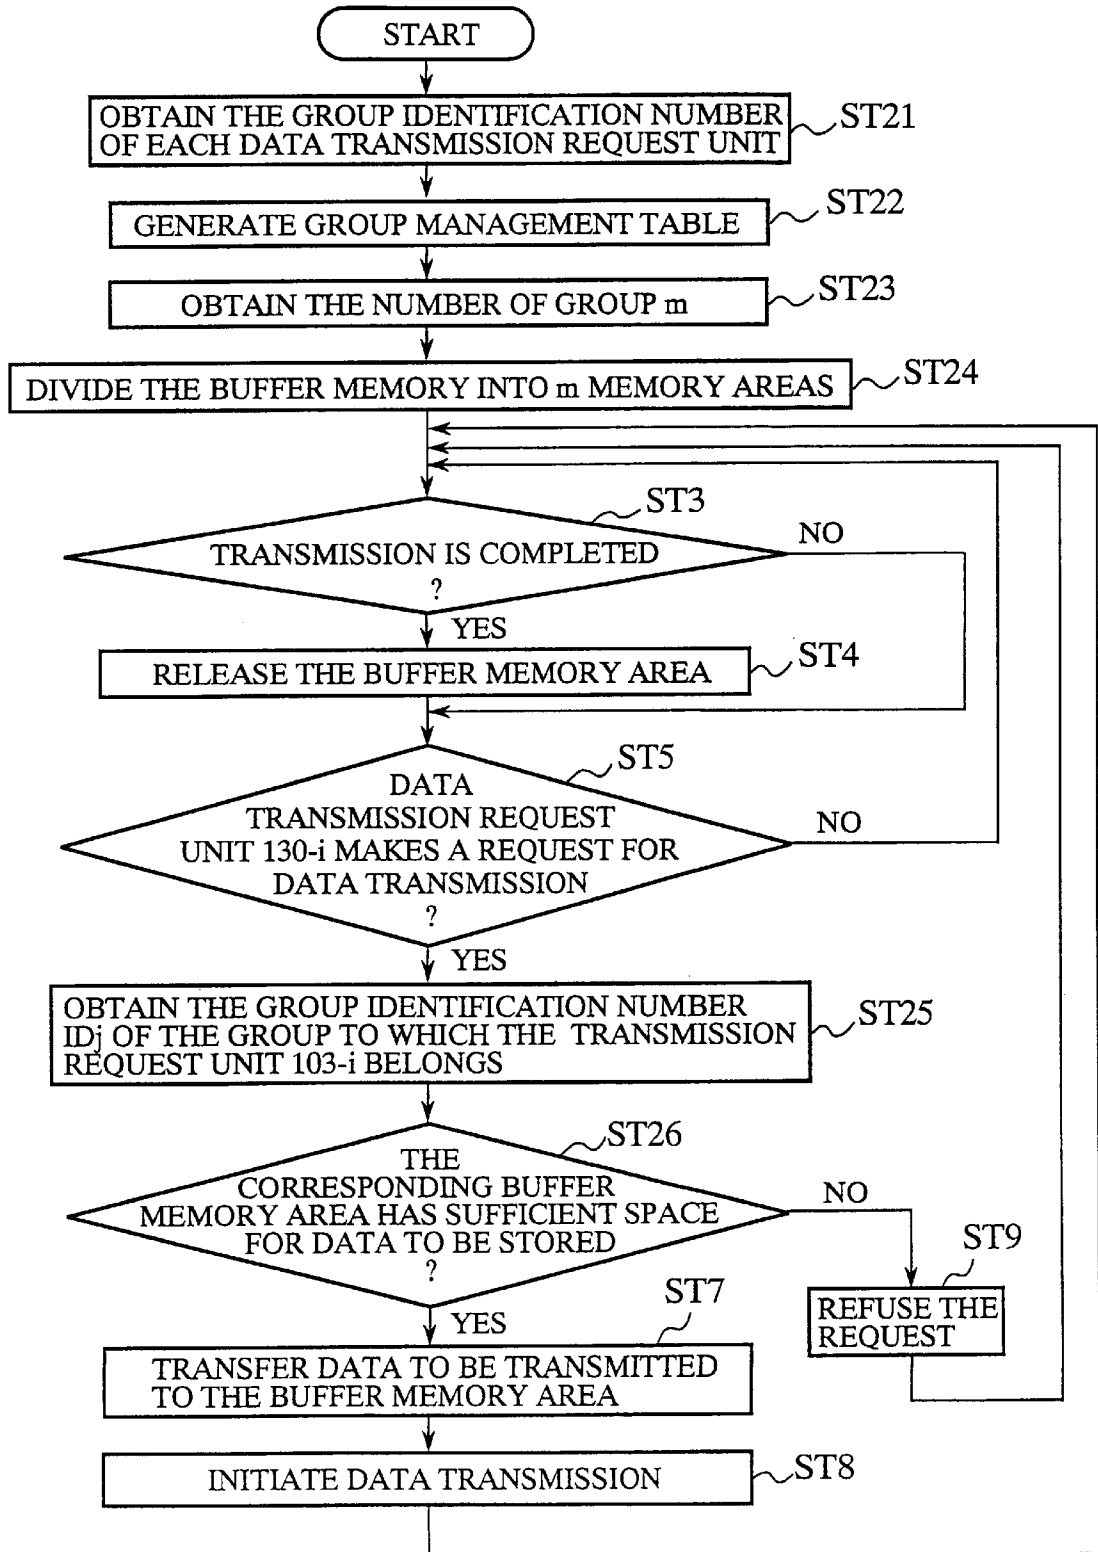 START
OBTAIN THE GROUP IDENTIFICATION NUMBER
OF EACH DATA TRANSMISSION REQUEST UNIT
ST21
GENERATE GROUP MANAGEMENT TABLE
ST22
OBTAIN THE NUMBER OF GROUP m
ST23
DIVIDE THE BUFFER MEMORY INTO m MEMORY AREAS
ST24
ST3
TRANSMISSION IS COMPLETED
?
NO
YES
RELEASE THE BUFFER MEMORY AREA
ST4
ST5
DATA
TRANSMISSION REQUEST
UNIT 130-i MAKES A REQUEST FOR
DATA TRANSMISSION
?
NO
YES
OBTAIN THE GROUP IDENTIFICATION NUMBER
IDj OF THE GROUP TO WHICH THE TRANSMISSION
REQUEST UNIT 103-i BELONGS
ST25
ST26
THE
CORRESPONDING BUFFER
MEMORY AREA HAS SUFFICIENT SPACE
FOR DATA TO BE STORED
?
NO
YES
ST9
REFUSE THE
REQUEST
ST7
TRANSFER DATA TO BE TRANSMITTED
TO THE BUFFER MEMORY AREA
INITIATE DATA TRANSMISSION
ST8